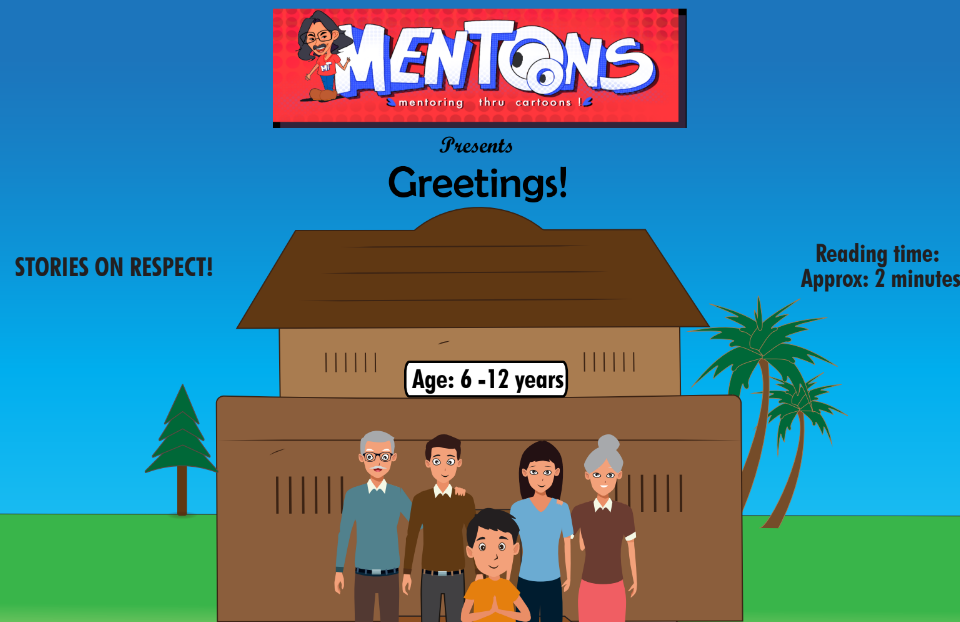 MENTOONS
mentoring thru cartoons !
Presents
Greetings!
STORIES ON RESPECT!
Reading time:
Approx: 2 minutes
Age: 6 -12 years